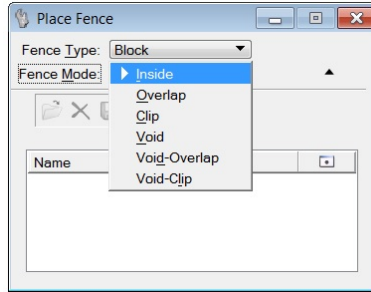 Place Fence
Fence Type: Block
Fence Mode: Inside
Overlap
Clip
Void
Void-Overlap
Void-Clip
Name